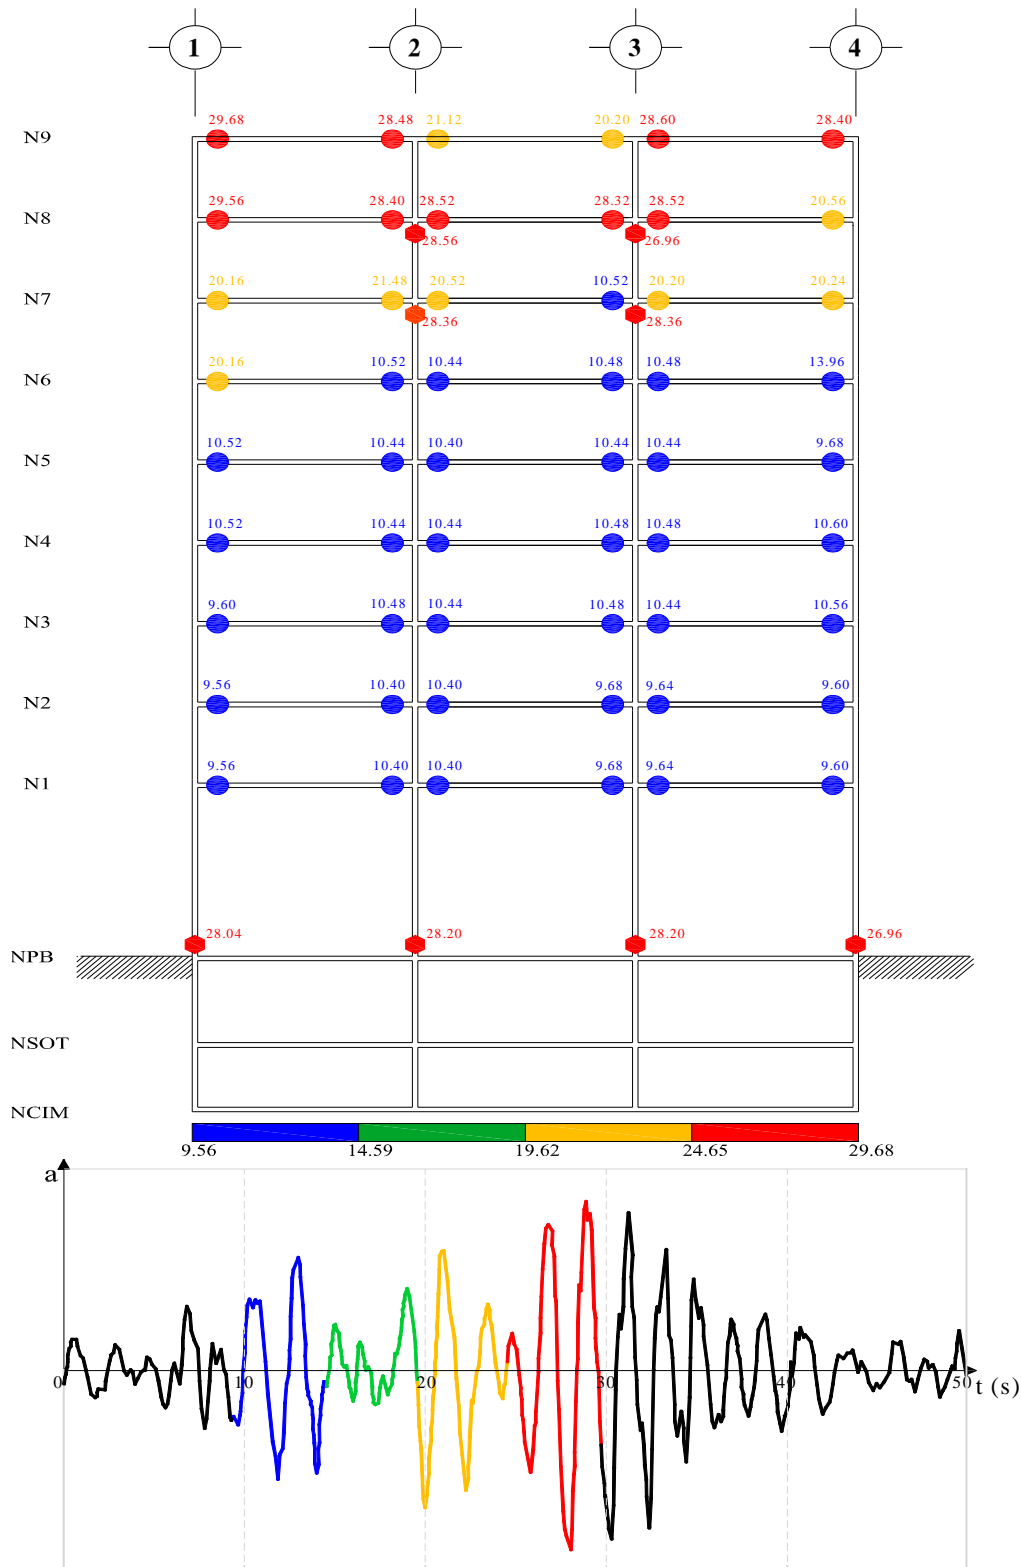 1 2 3 4
29.68 28.48 21.12 20.20 28.60 28.40
N9
29.56 28.40 28.52 28.32 28.52 20.56
N8
28.56 26.96
20.16 21.48 20.52 10.52 20.20 20.24
N7
28.36 28.36
20.16 10.52 10.44 10.48 10.48 13.96
N6
10.52 10.44 10.40 10.44 10.44 9.68
N5
10.52 10.44 10.44 10.48 10.48 10.60
N4
9.60 10.48 10.44 10.48 10.44 10.56
N3
9.56 10.40 10.40 9.68 9.64 9.60
N2
9.56 10.40 10.40 9.68 9.64 9.60
N1
28.04 28.20 28.20 26.96
NPB
NSOT
NCIM
9.56 14.59 19.62 24.65 29.68
a
0 10 20 30 40 50 t (s)